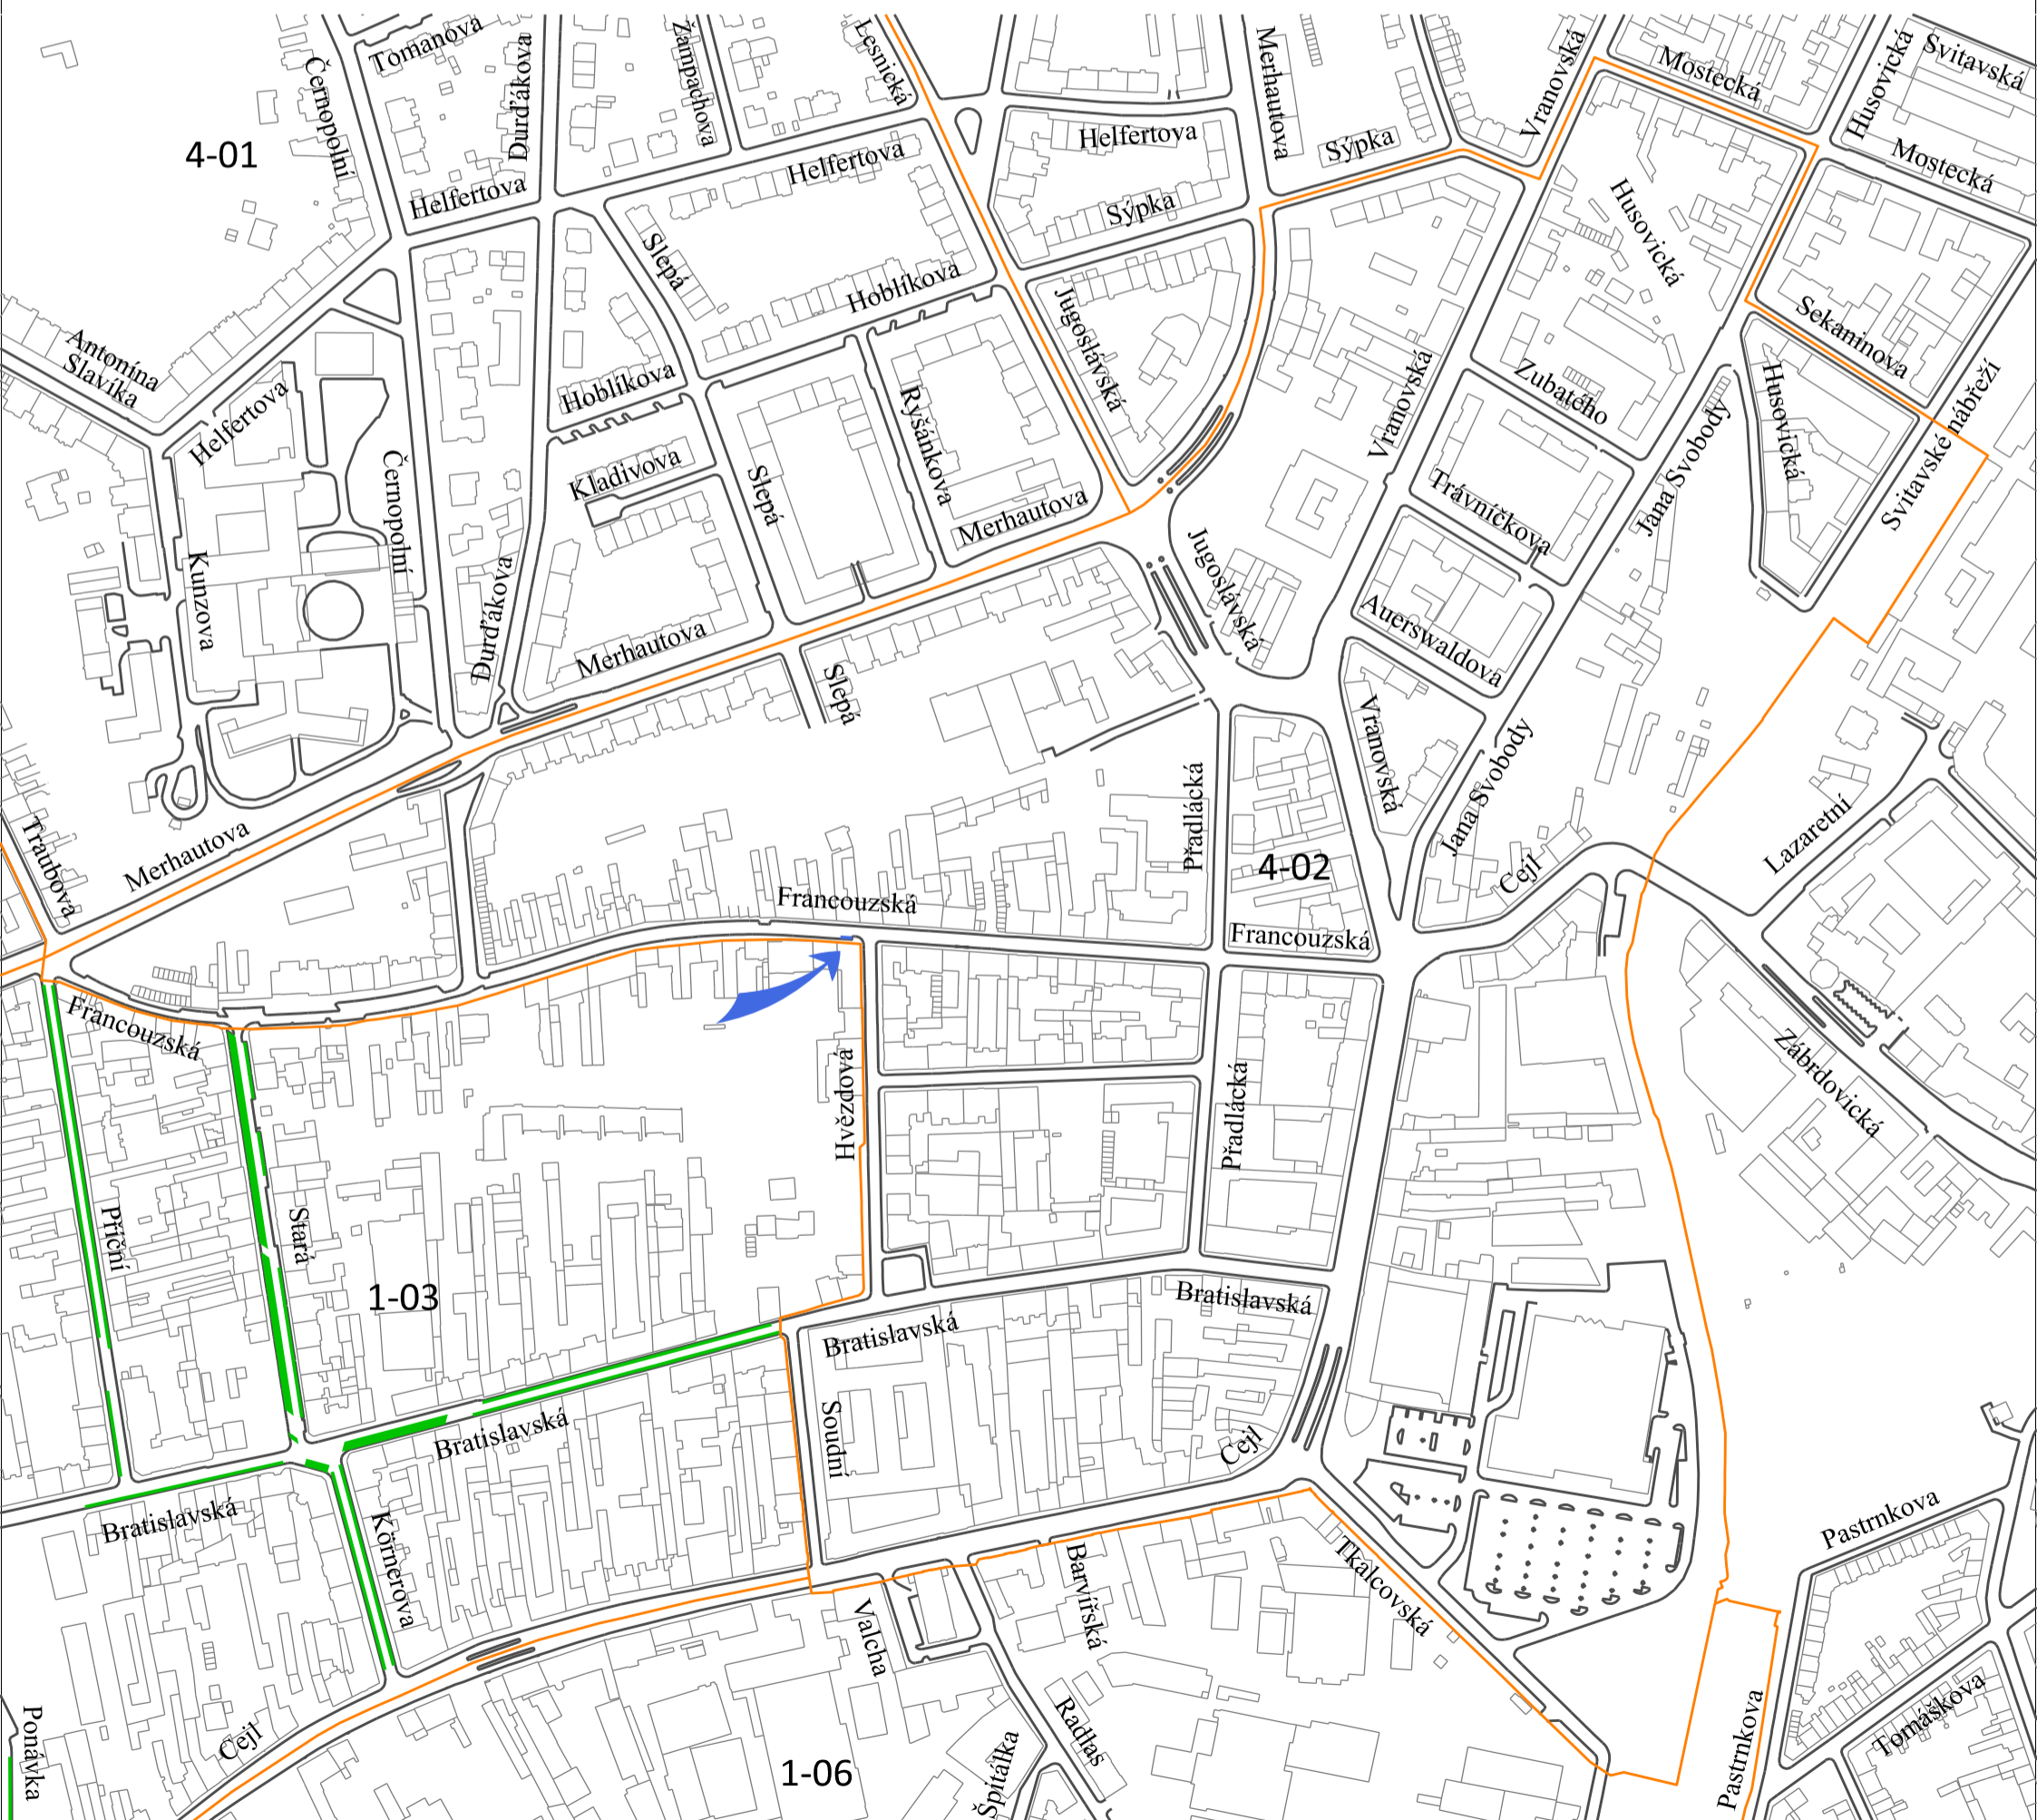 Tomanova
Černopolní
Durďákova
Zampachova
Lesnická
Merhautova
Vranovská
Mostecká
Husovická
Svitavská
4-01
Helfertova
Helfertova
Helfertova
Sýpka
Mostecká
Sýpka
Husovická
Slepá
Hoblíkova
Jugoslávská
Sekaninova
Antonína
Slavíka
Helfertova
Hoblíkova
Ryšánkova
Vranovská
Zubatého
Husovická
Svitavské nábřeží
Černopolní
Kladivova
Slepá
Merhautova
Trávníčkova
Jana Svobody
Kunzova
Durďákova
Merhautova
Jugoslávská
Auerswaldova
Slepá
Vranovská
Jana Svobody
Traubova
Merhautova
Přadlácká
4-02
Cejl
Lazaretní
Francouzská
Francouzská
Francouzská
Hvězdová
Přadlácká
Zábrdovická
Příční
Stará
1-03
Bratislavská
Bratislavská
Bratislavská
Soudní
Cejl
Bratislavská
Körnerova
Barvířská
Tkalcovská
Pastrnkova
Valcha
Radlas
Ponávka
Cejl
1-06
Špitálka
Pastrnkova
Tomáškova